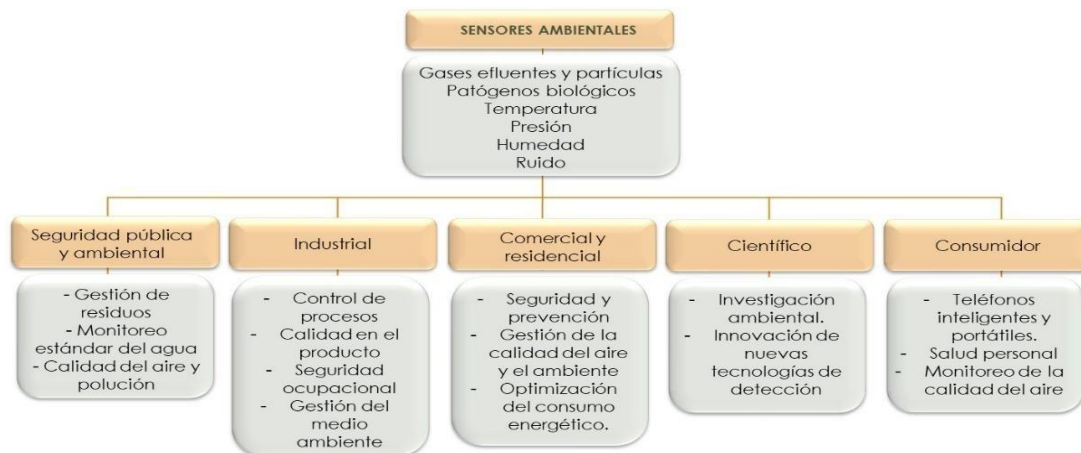 SENSORES AMBIENTALES
Gases efluentes y partículas
Patógenos biológicos
Temperatura
Presión
Humedad
Ruido
Seguridad pública
y ambiental
- Gestión de
residuos
- Monitoreo
estándar del agua
- Calidad del aire y
polución
Industrial
- Control de
procesos
- Calidad en el
producto
- Seguridad
ocupacional
- Gestión del
medio
ambiente
Comercial y
residencial
- Seguridad y
prevención
- Gestión de la
calidad del aire
y el ambiente
- Optimización
del consumo
energético.
Científico
- Investigación
ambiental.
- Innovación de
nuevas
tecnologías de
detección
Consumidor
- Teléfonos
inteligentes y
portátiles.
- Salud personal
- Monitoreo de la
calidad del aire